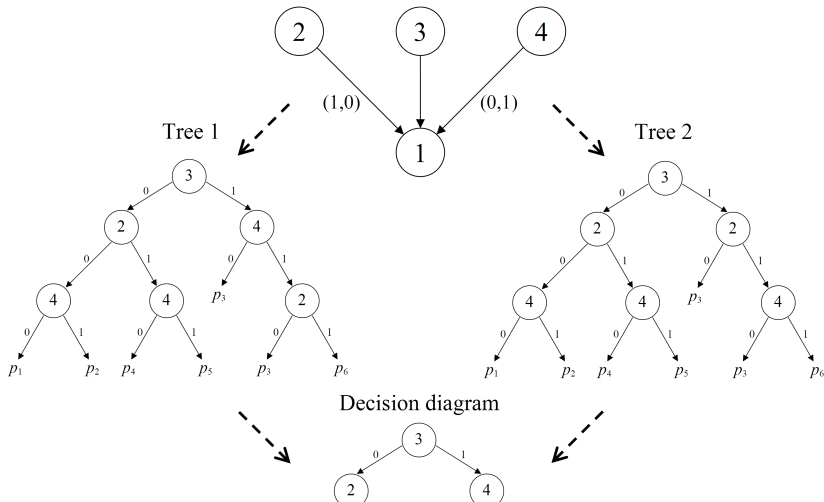 2 3 4
(1,0) (0,1)
1
Tree 1 Tree 2
3 3
0 1 0 1
2 4 2 2
0 1 0 1 0 1 0 1
4 4 p3 2 4 4 p3 4
0 1 0 1 0 1 0 1 0 1 0 1
p1 p2 p4 p5 p3 p6 p1 p2 p4 p5 p3 p6
Decision diagram
3
0 1
2 4